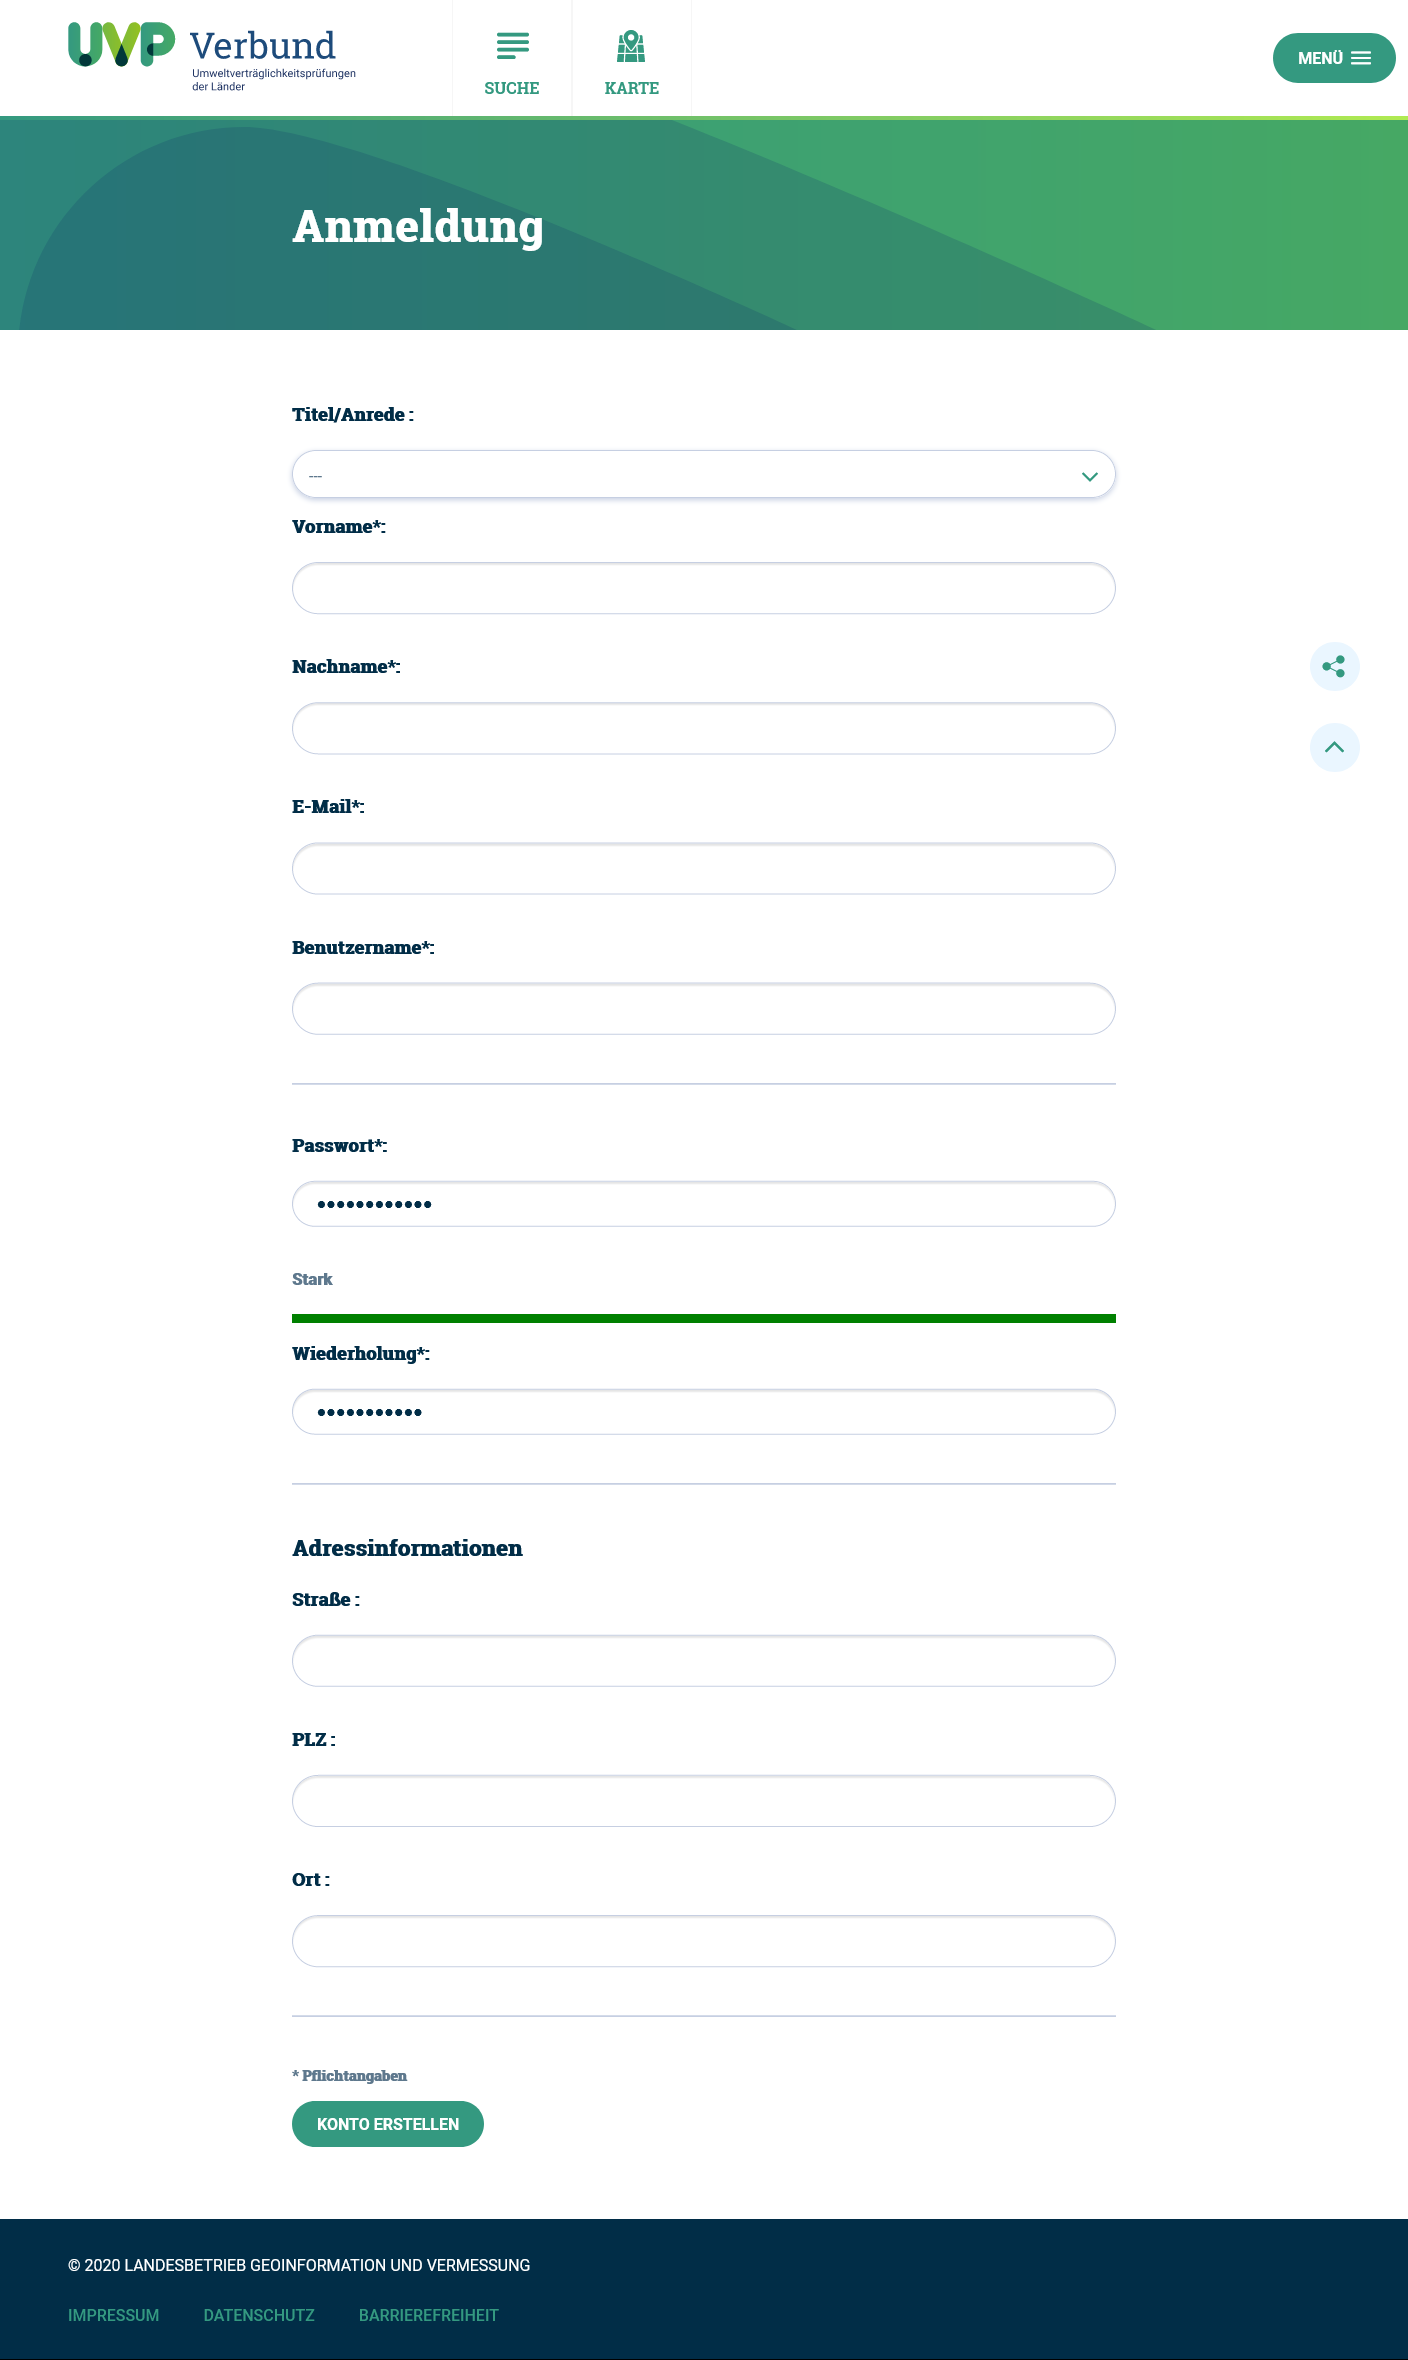 UVP Verbund
Umweltverträglichkeitsprüfungen
der Länder
SUCHE
KARTE
MENÜ
Anmeldung
Titel/Anrede :
---
Vorname*:
Nachname*:
E-Mail*:
Benutzername*:
Passwort*:
••••••••••••
Stark
Wiederholung*:
•••••••••••
Adressinformationen
Straße :
PLZ :
Ort :
* Pflichtangaben
KONTO ERSTELLEN
© 2020 LANDESBETRIEB GEOINFORMATION UND VERMESSUNG
IMPRESSUM DATENSCHUTZ BARRIEREFREIHEIT